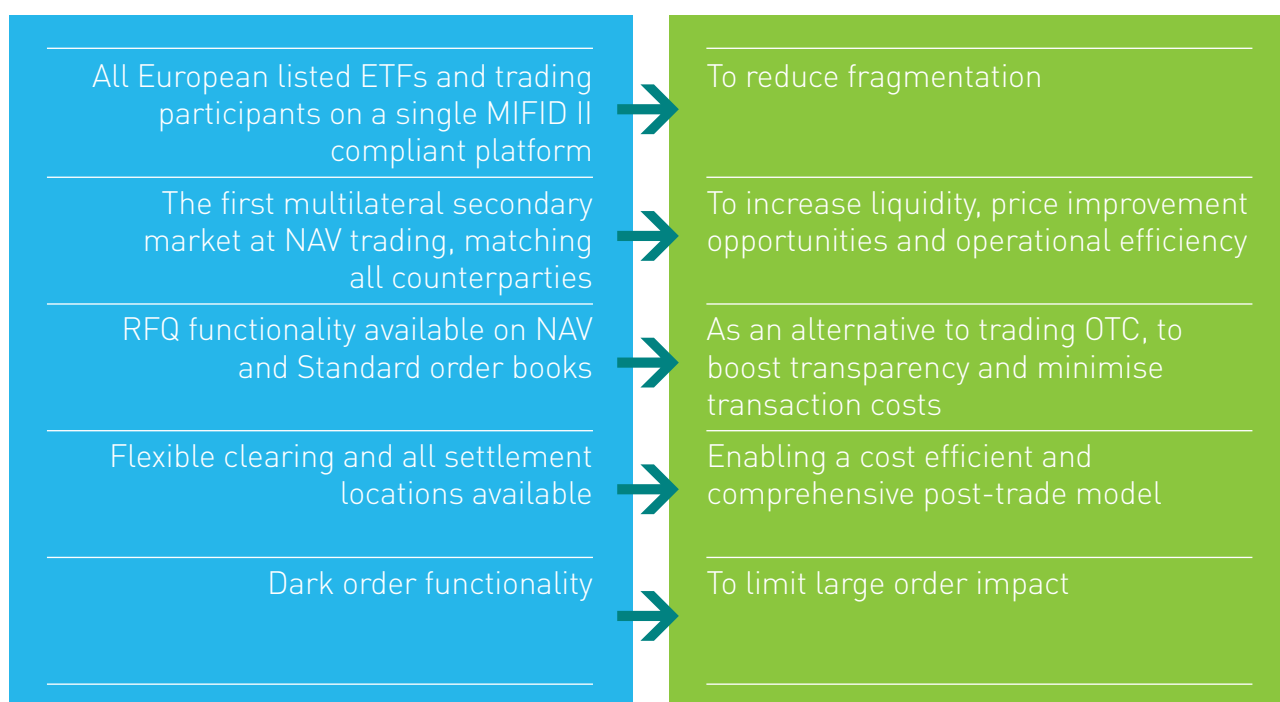 All European listed ETFs and trading
participants on a single MIFID II
compliant platform
To reduce fragmentation
The first multilateral secondary
market at NAV trading, matching
all counterparties
To increase liquidity, price improvement
opportunities and operational efficiency
RFQ functionality available on NAV
and Standard order books
As an alternative to trading OTC, to
boost transparency and minimise
transaction costs
Flexible clearing and all settlement
locations available
Enabling a cost efficient and
comprehensive post-trade model
Dark order functionality
To limit large order impact